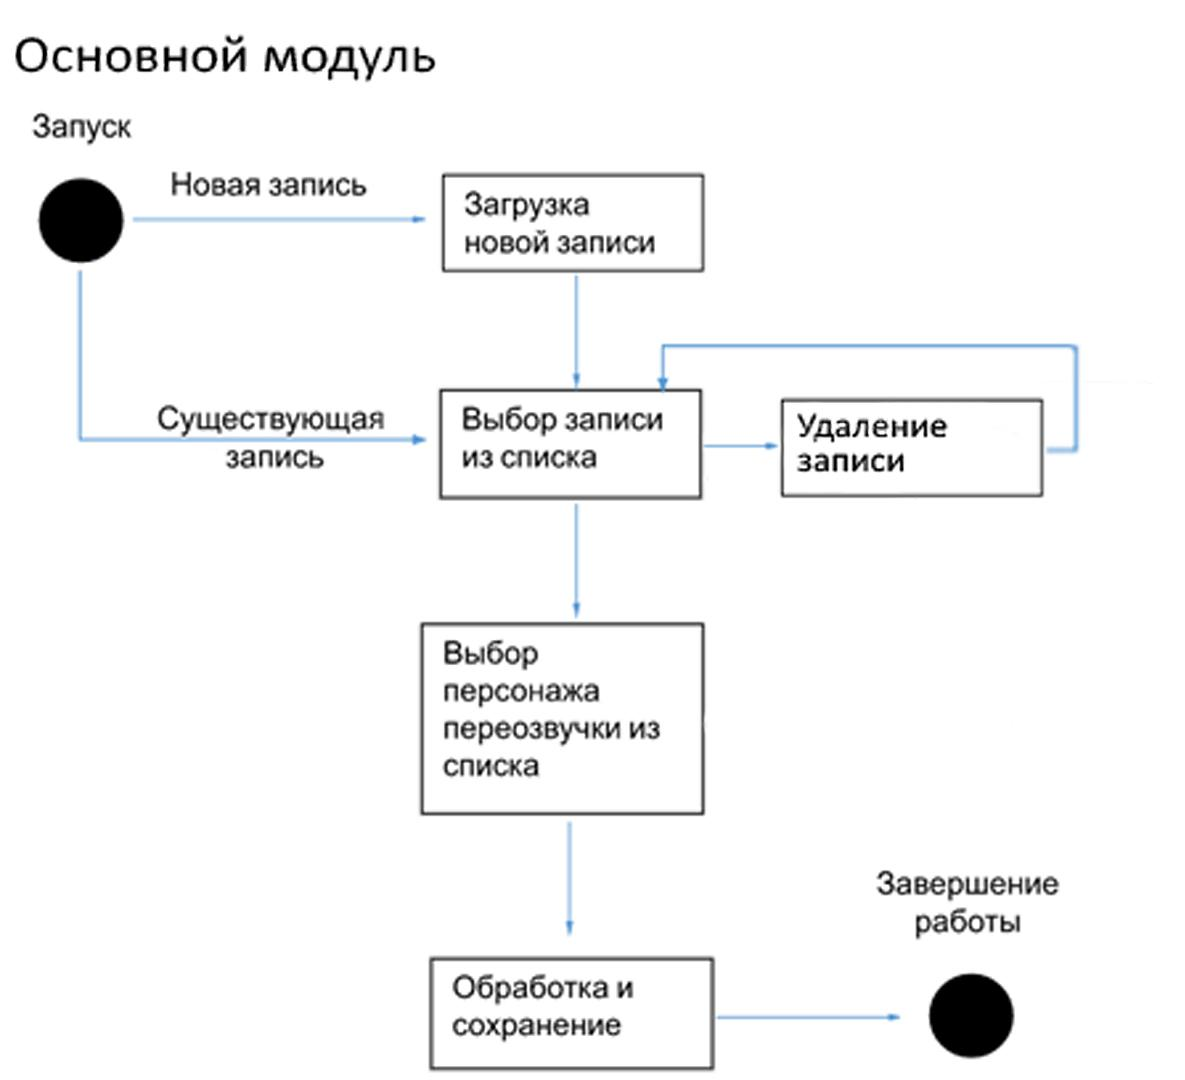 Основной модуль
Запуск
Новая запись
Загрузка
новой записи
Существующая
запись
Выбор записи
из списка
Удаление
записи
Выбор
персонажа
переозвучки из
списка
Завершение
работы
Обработка и
сохранение